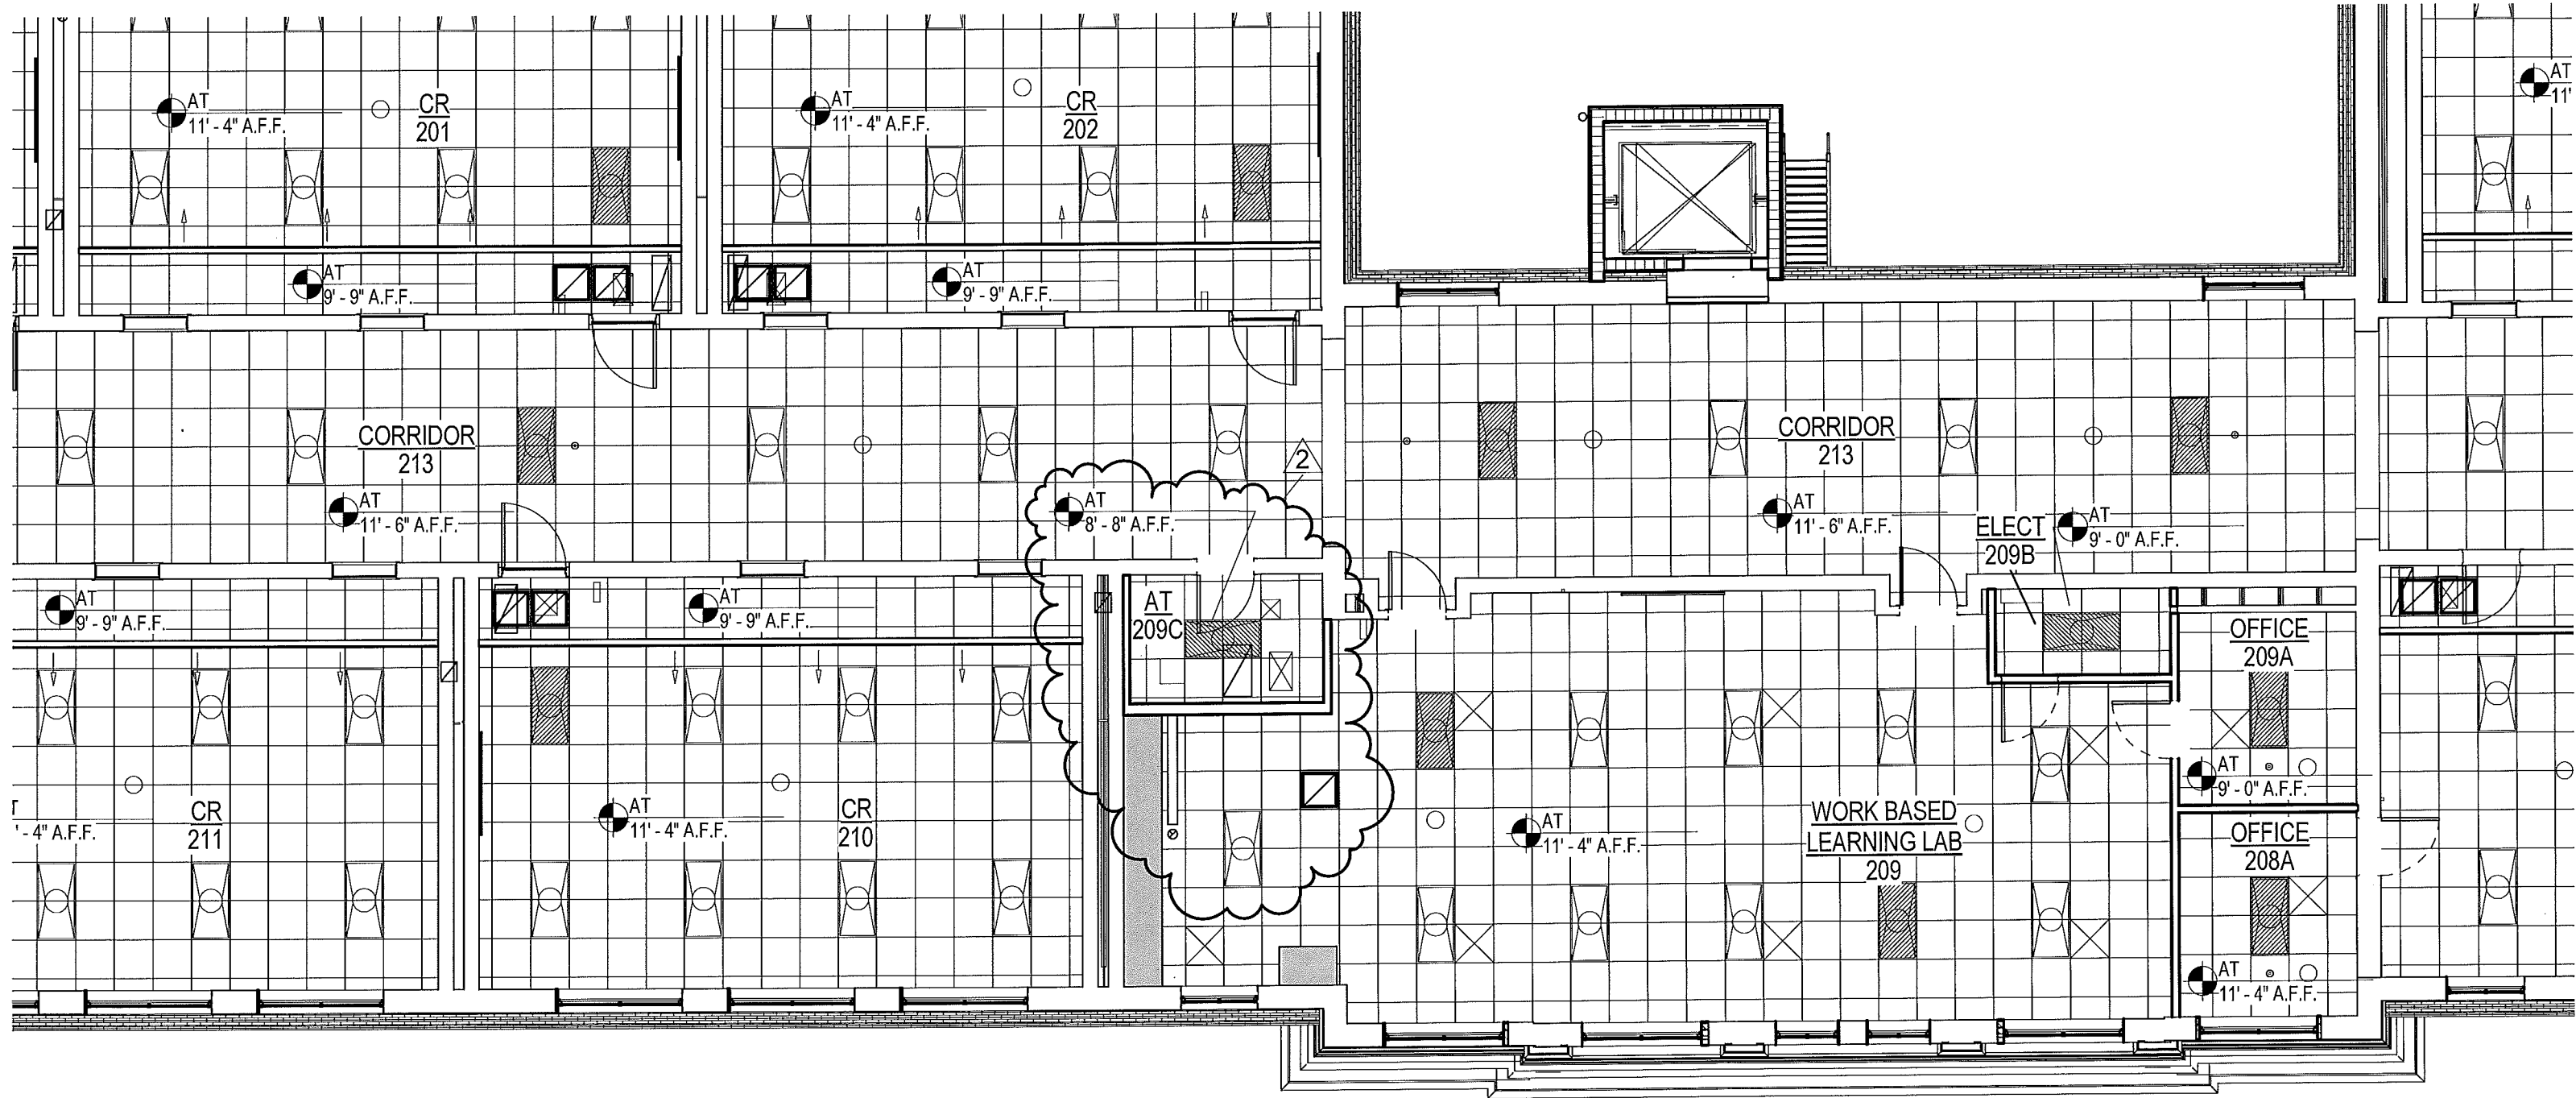 AT
11' - 4" A.F.F.
CR
201
AT
11' - 4" A.F.F.
CR
202
AT
11'
AT
9' - 9" A.F.F.
AT
9' - 9" A.F.F.
CORRIDOR
213
AT
11' - 6" A.F.F.
2
AT
8' - 8" A.F.F.
CORRIDOR
213
AT
11' - 6" A.F.F.
ELECT
209B
AT
9' - 0" A.F.F.
AT
9' - 9" A.F.F.
AT
9' - 9" A.F.F.
AT
209C
OFFICE
209A
AT
9' - 0" A.F.F.
T
' - 4" A.F.F.
CR
211
AT
11' - 4" A.F.F.
CR
210
AT
11' - 4" A.F.F.
WORK BASED
LEARNING LAB
209
OFFICE
208A
AT
11' - 4" A.F.F.